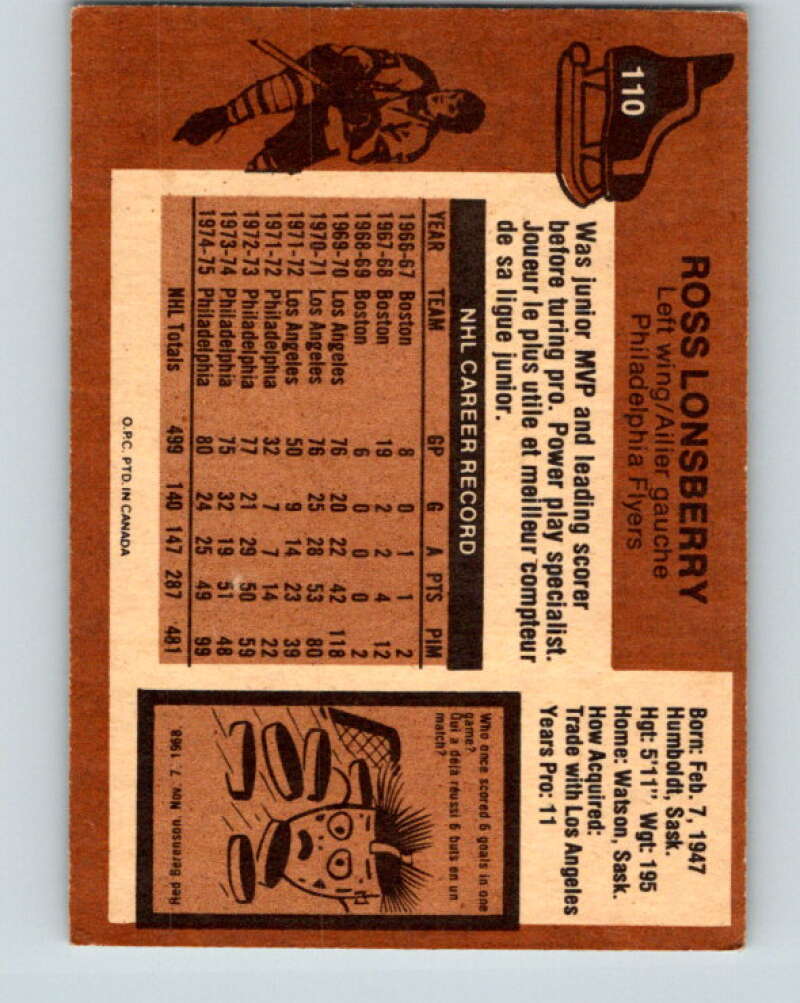 110
ROSS LONSBERRY
Left wing/Ailier gauche
Philadelphia Flyers
Was junior MVP and leading scorer
before turing pro. Power play specialist.
Joueur le plus utile et meilleur compteur
de sa ligue junior.
Born: Feb. 7, 1947
Humboldt, Sask.
Hgt: 5'11" Wgt: 195
Home: Watson, Sask.
How Acquired:
Trade with Los Angeles
Years Pro: 11
NHL CAREER RECORD
YEAR TEAM GP G A PTS PIM
1966-67 Boston 8 0 1 1 2
1967-68 Boston 19 2 2 4 12
1968-69 Boston 6 0 0 0 2
1969-70 Los Angeles 76 20 22 42 118
1970-71 Los Angeles 76 25 28 53 80
1971-72 Los Angeles 50 9 14 23 39
1971-72 Philadelphia 32 7 7 14 22
1972-73 Philadelphia 77 21 29 50 59
1973-74 Philadelphia 75 32 19 51 48
1974-75 Philadelphia 80 24 25 49 99
NHL Totals 499 140 147 287 481
Who once scored 6 goals in one
game?
Qui a déjà réussi 6 buts en un
match?
Red Berenson. 7. Nov. 1968.
O.P.C. PTD. IN CANADA